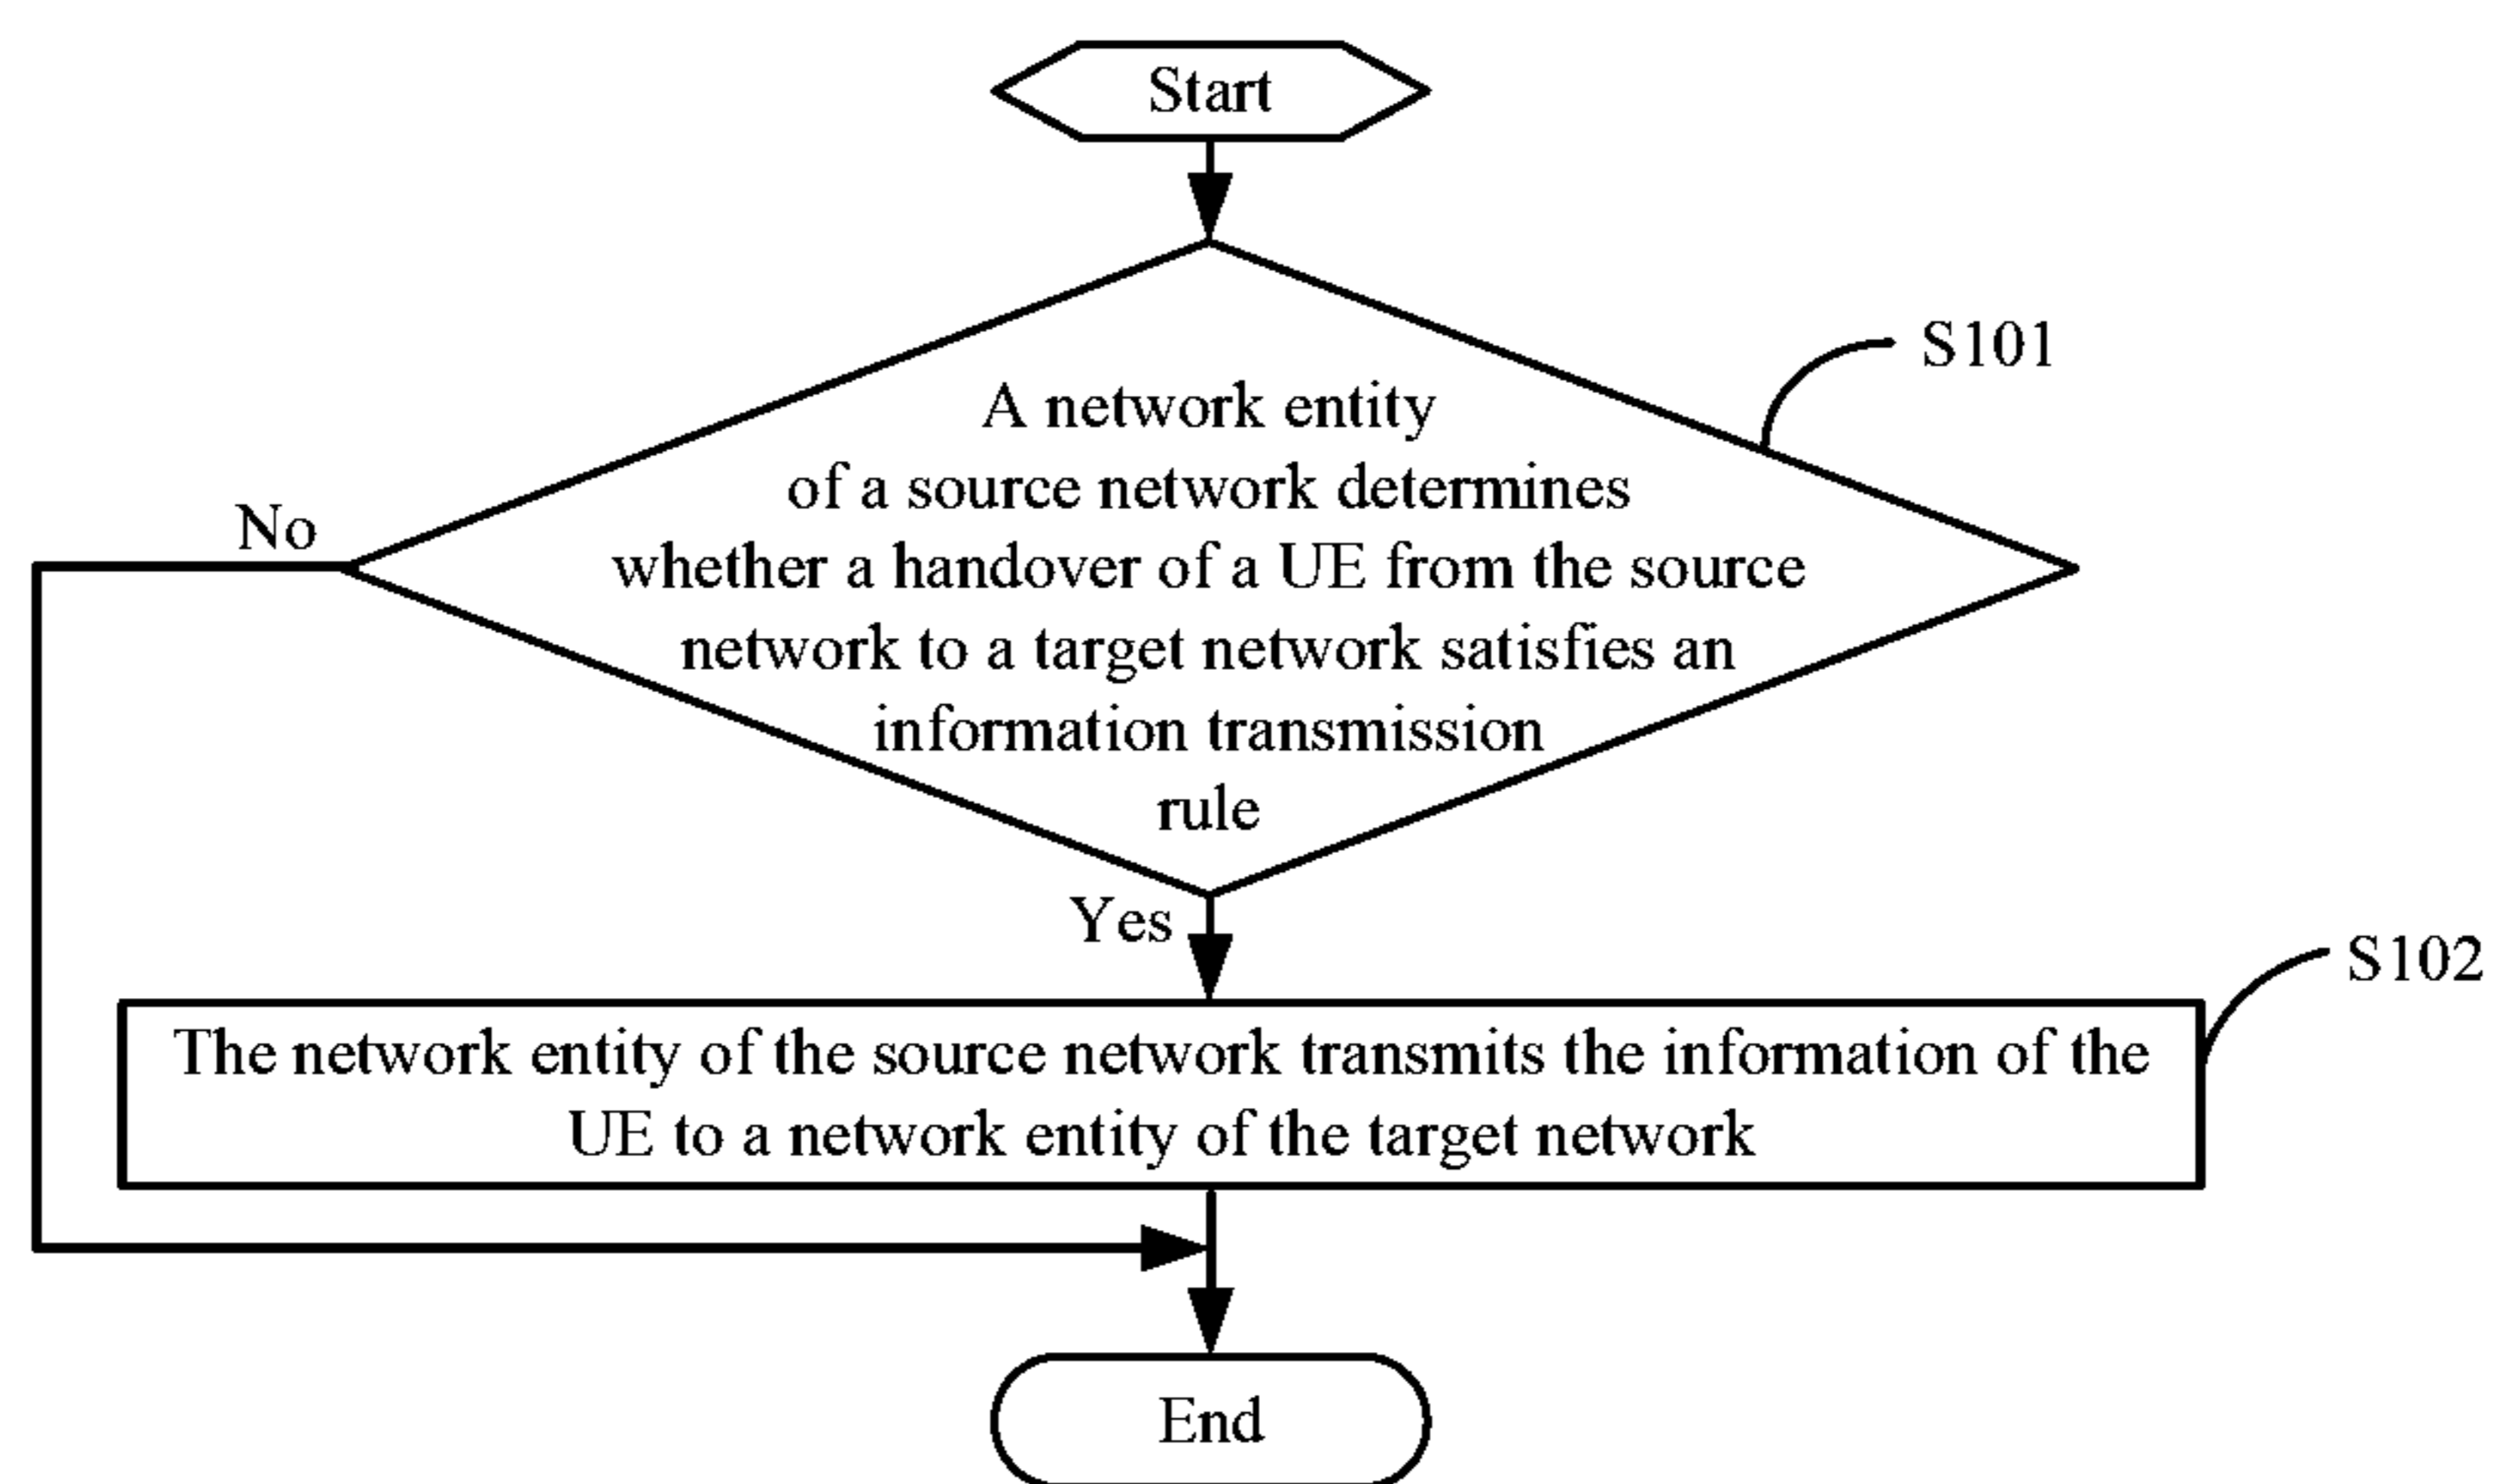 Start
S101
A network entity
of a source network determines
whether a handover of a UE from the source
network to a target network satisfies an
information transmission
rule
No
Yes
S102
The network entity of the source network transmits the information of the
UE to a network entity of the target network
End